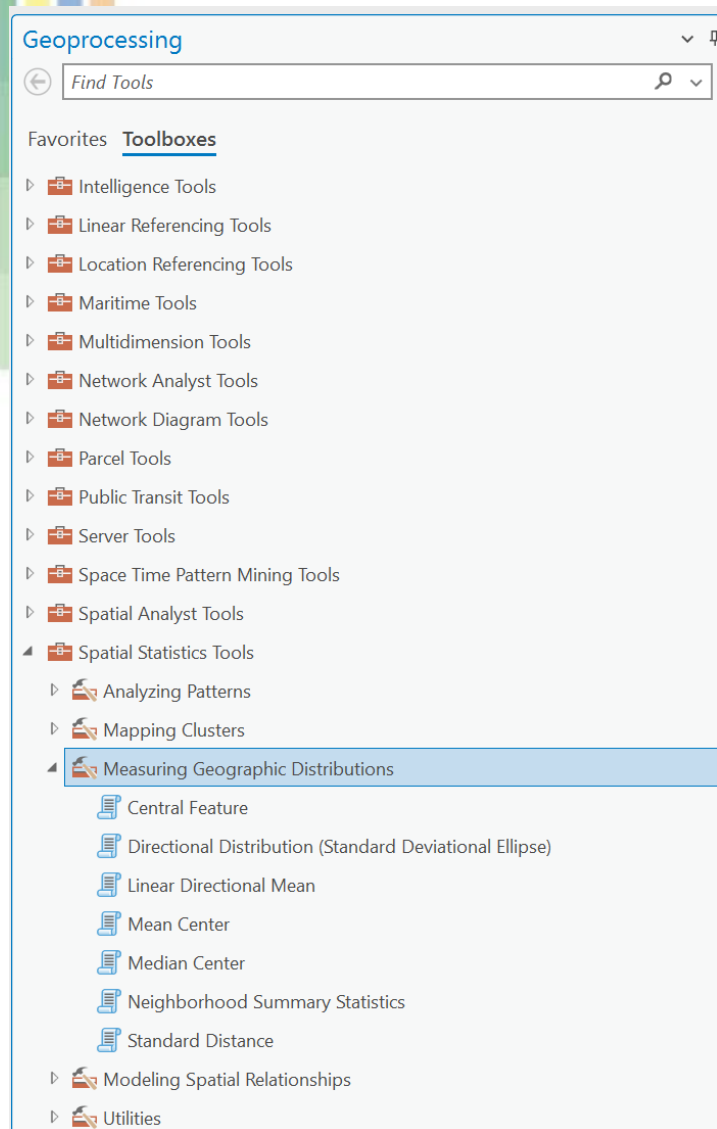 Geoprocessing
Find Tools
Favorites Toolboxes
Intelligence Tools
Linear Referencing Tools
Location Referencing Tools
Maritime Tools
Multidimension Tools
Network Analyst Tools
Network Diagram Tools
Parcel Tools
Public Transit Tools
Server Tools
Space Time Pattern Mining Tools
Spatial Analyst Tools
Spatial Statistics Tools
Analyzing Patterns
Mapping Clusters
Measuring Geographic Distributions
Central Feature
Directional Distribution (Standard Deviational Ellipse)
Linear Directional Mean
Mean Center
Median Center
Neighborhood Summary Statistics
Standard Distance
Modeling Spatial Relationships
Utilities